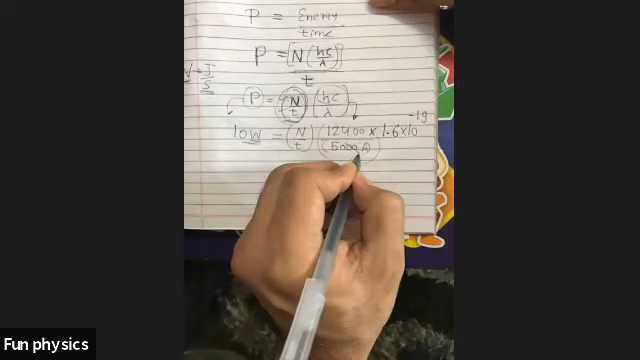 P = Energy / time
P = [N (hc/λ)] / t
W → J/S
P = (N/t) (hc/λ)
10W = (N/t) (12400 × 1.6×10⁻¹⁹ / 5000 Å)
Fun physics